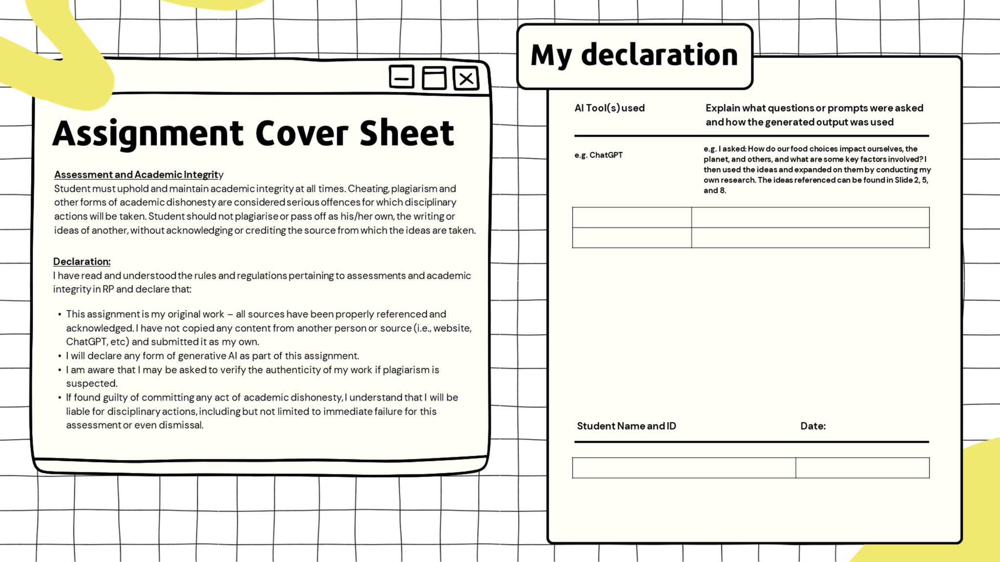 Assignment Cover Sheet
Assessment and Academic Integrity
Student must uphold and maintain academic integrity at all times. Cheating, plagiarism and
other forms of academic dishonesty are considered serious offences for which disciplinary
actions will be taken. Student should not plagiarise or pass off as his/her own, the writing or
ideas of another, without acknowledging or crediting the source from which the ideas are taken.
Declaration:
I have read and understood the rules and regulations pertaining to assessments and academic
integrity in RP and declare that:
• This assignment is my original work – all sources have been properly referenced and
acknowledged. I have not copied any content from another person or source (i.e., website,
ChatGPT, etc) and submitted it as my own.
• I will declare any form of generative AI as part of this assignment.
• I am aware that I may be asked to verify the authenticity of my work if plagiarism is
suspected.
• If found guilty of committing any act of academic dishonesty, I understand that I will be
liable for disciplinary actions, including but not limited to immediate failure for this
assessment or even dismissal.
My declaration
AI Tool(s) used
Explain what questions or prompts were asked
and how the generated output was used
e.g. ChatGPT
e.g. I asked: How do our food choices impact ourselves, the
planet, and others, and what are some key factors involved? I
then used the ideas and expanded on them by conducting my
own research. The ideas referenced can be found in Slide 2, 5,
and 8.
Student Name and ID
Date: